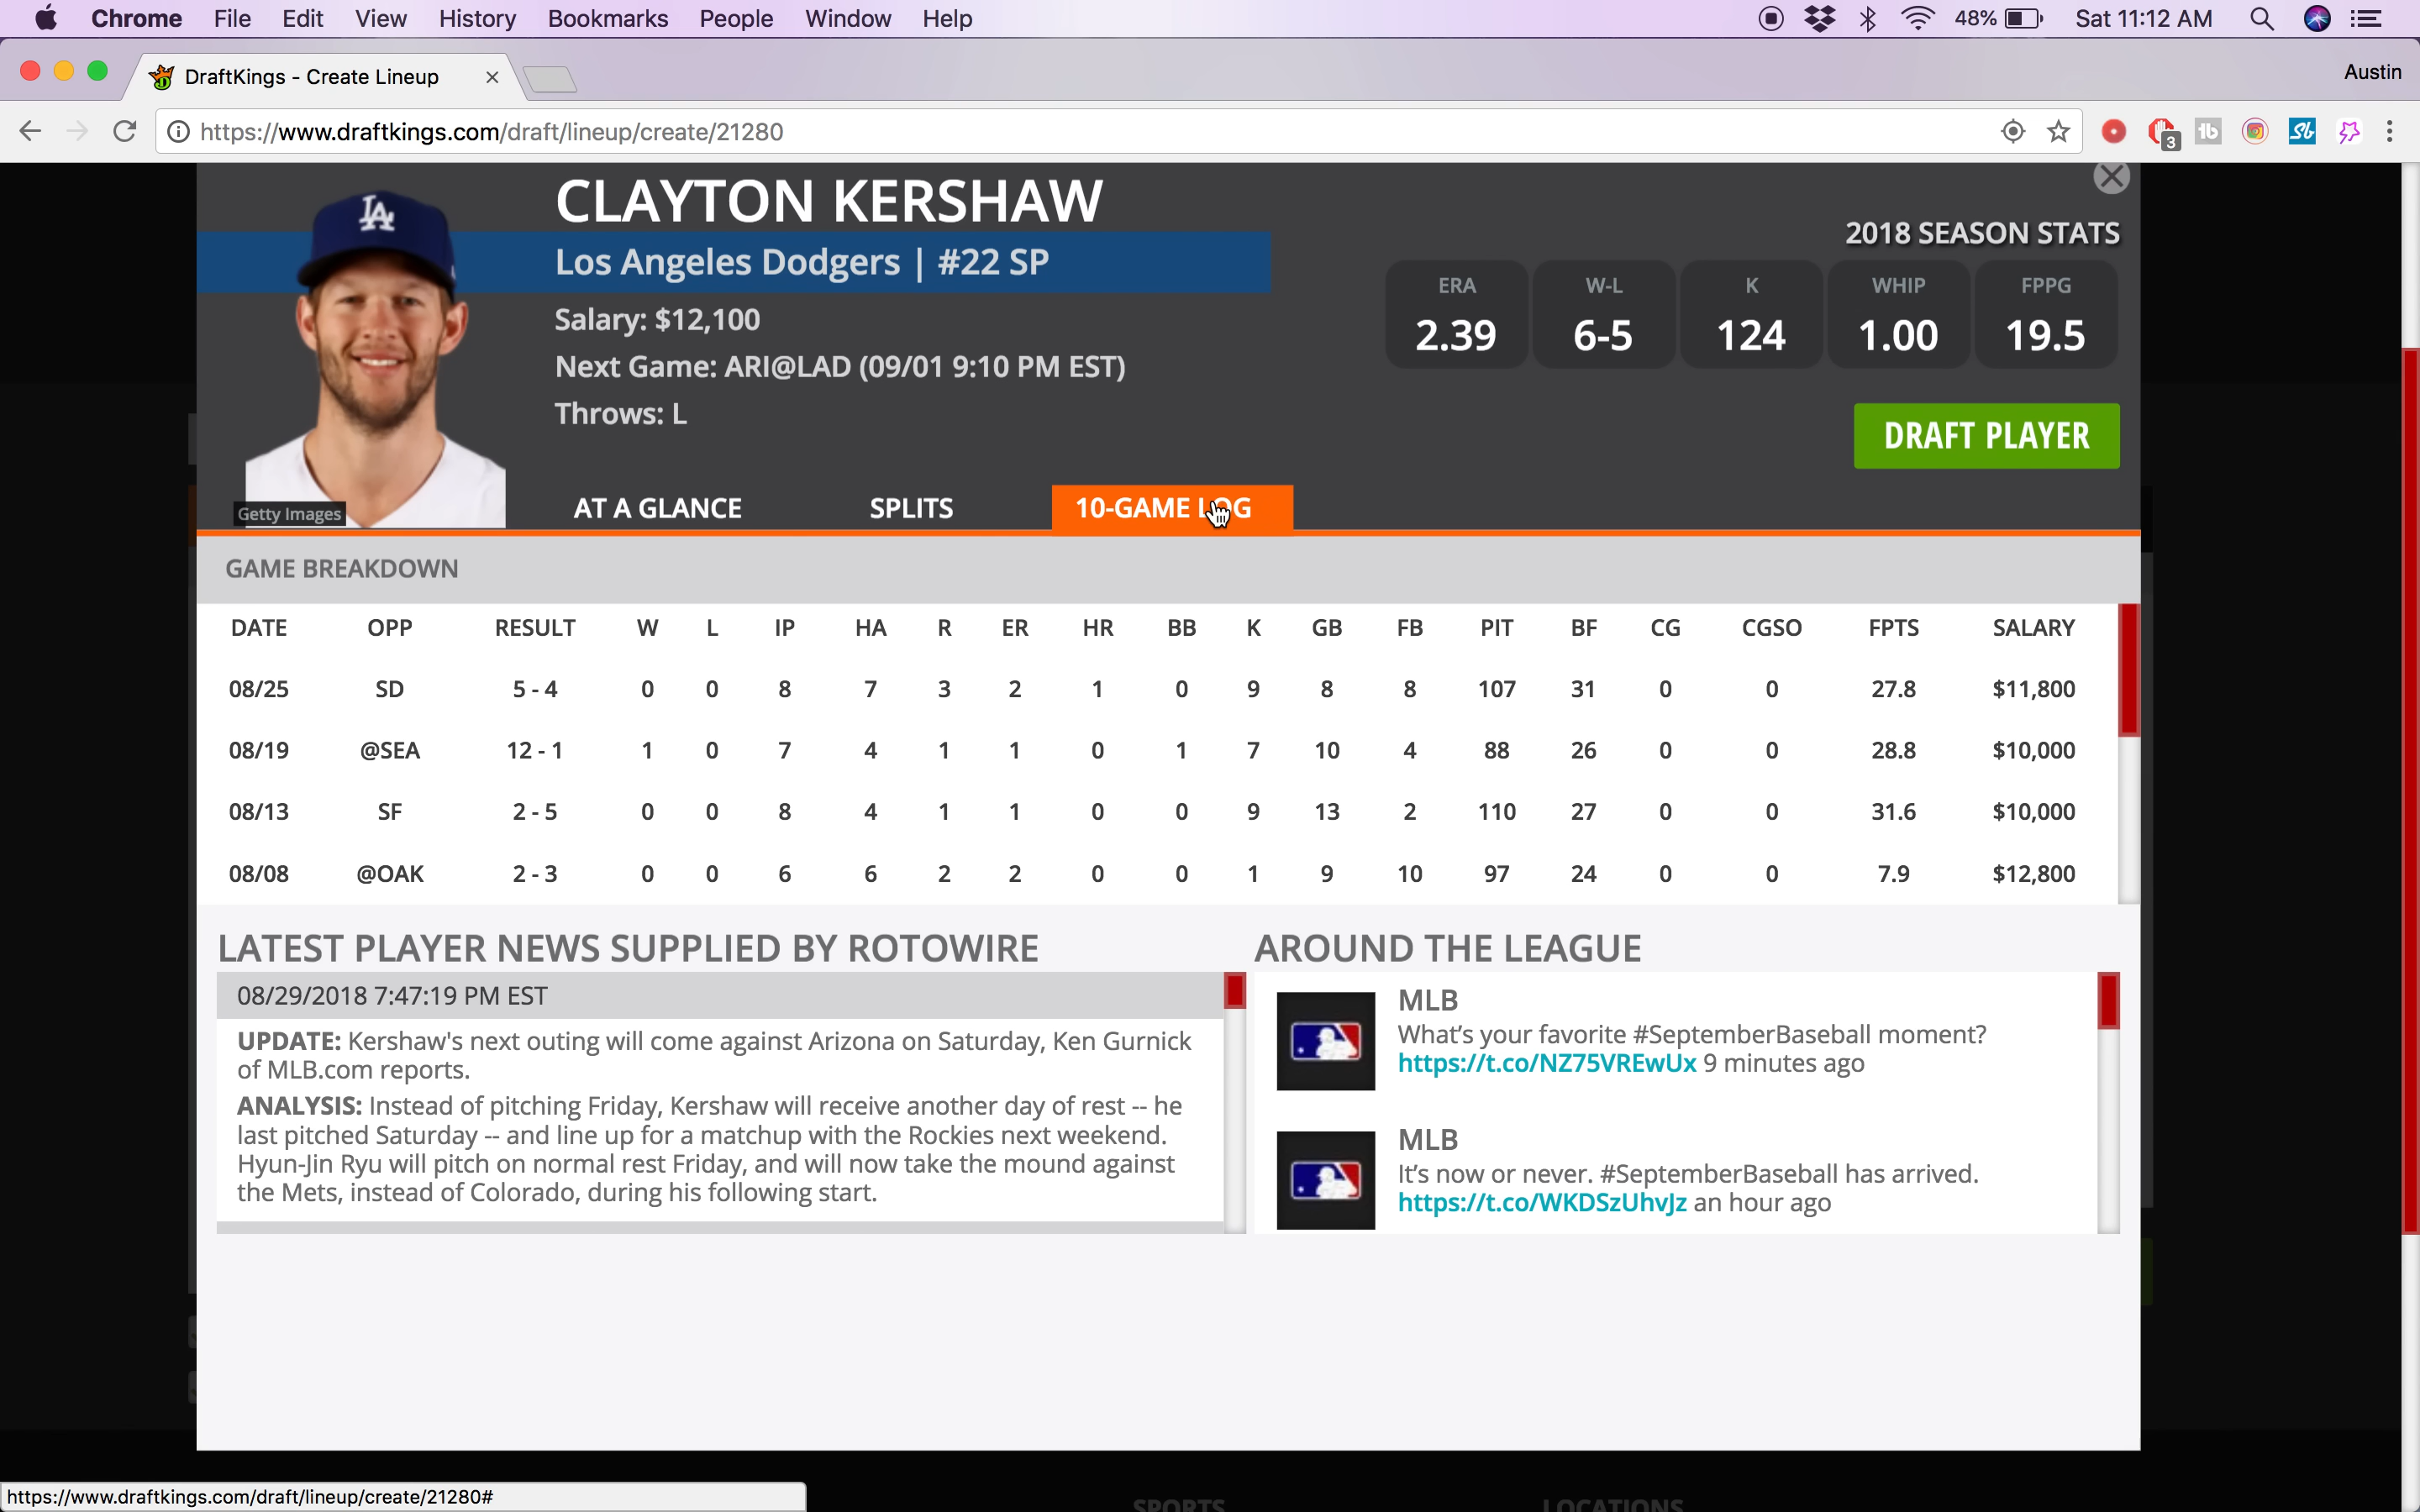 Chrome File Edit View History Bookmarks People Window Help 48% Sat 11:12 AM
DraftKings - Create Lineup
Austin
https://www.draftkings.com/draft/lineup/create/21280
3
CLAYTON KERSHAW
Los Angeles Dodgers | #22 SP
Salary: $12,100
Next Game: ARI@LAD (09/01 9:10 PM EST)
Throws: L
Getty Images
2018 SEASON STATS
ERA W-L K WHIP FPPG
2.39 6-5 124 1.00 19.5
DRAFT PLAYER
AT A GLANCE SPLITS 10-GAME LOG
GAME BREAKDOWN
DATE OPP RESULT W L IP HA R ER HR BB K GB FB PIT BF CG CGSO FPTS SALARY
08/25 SD 5 - 4 0 0 8 7 3 2 1 0 9 8 8 107 31 0 0 27.8 $11,800
08/19 @SEA 12 - 1 1 0 7 4 1 1 0 1 7 10 4 88 26 0 0 28.8 $10,000
08/13 SF 2 - 5 0 0 8 4 1 1 0 0 9 13 2 110 27 0 0 31.6 $10,000
08/08 @OAK 2 - 3 0 0 6 6 2 2 0 0 1 9 10 97 24 0 0 7.9 $12,800
LATEST PLAYER NEWS SUPPLIED BY ROTOWIRE
08/29/2018 7:47:19 PM EST
UPDATE: Kershaw's next outing will come against Arizona on Saturday, Ken Gurnick
of MLB.com reports.
ANALYSIS: Instead of pitching Friday, Kershaw will receive another day of rest -- he
last pitched Saturday -- and line up for a matchup with the Rockies next weekend.
Hyun-Jin Ryu will pitch on normal rest Friday, and will now take the mound against
the Mets, instead of Colorado, during his following start.
AROUND THE LEAGUE
MLB
What's your favorite #SeptemberBaseball moment?
https://t.co/NZ75VREwUx 9 minutes ago
MLB
It's now or never. #SeptemberBaseball has arrived.
https://t.co/WKDSzUhvJz an hour ago
https://www.draftkings.com/draft/lineup/create/21280#
SPORTS LOCATIONS